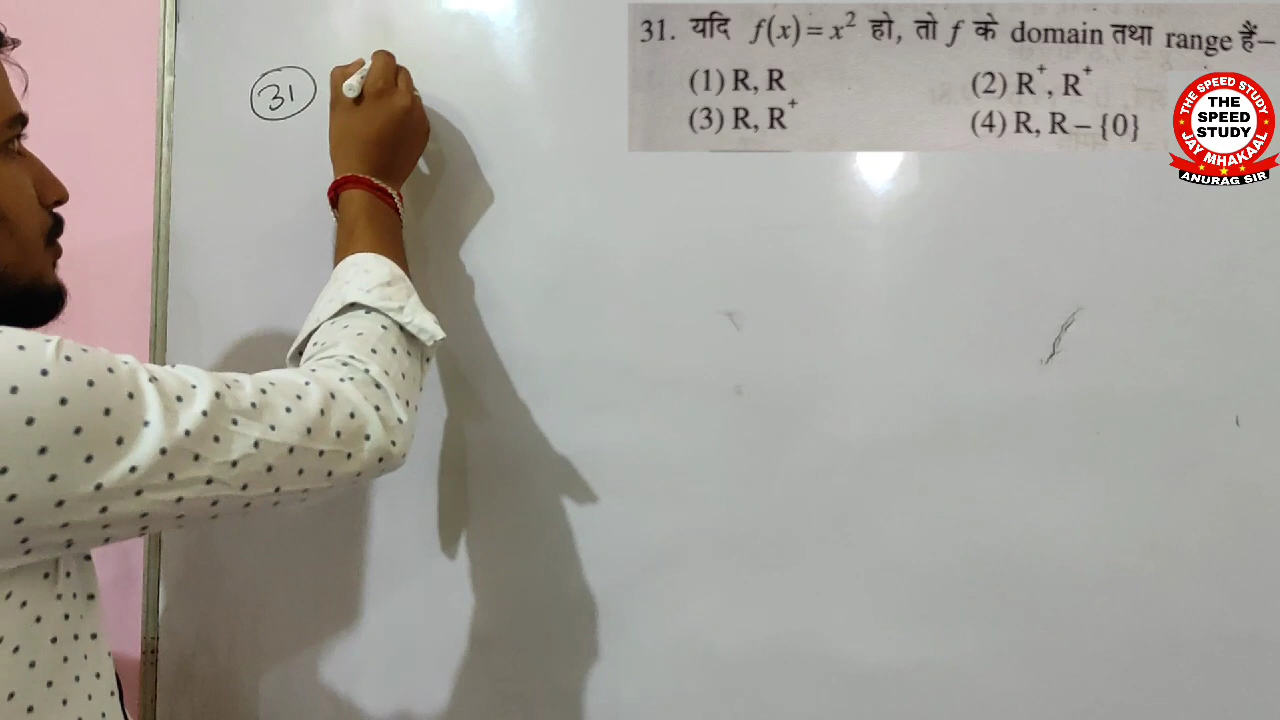 31. यदि f(x)=x² हो, तो f के domain तथा range हैं–
(1) R, R (2) R⁺, R⁺
(3) R, R⁺ (4) R, R – {0}
31
THE SPEED STUDY
THE
SPEED
STUDY
JAY MHAKAAL
ANURAG SIR